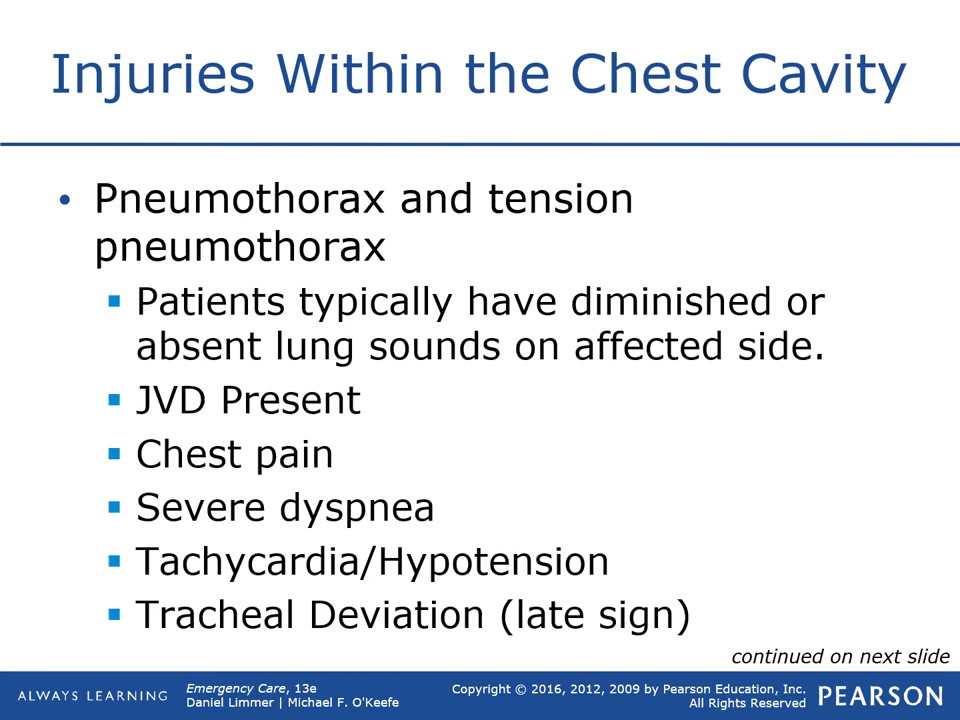 Injuries Within the Chest Cavity
• Pneumothorax and tension
pneumothorax
▪ Patients typically have diminished or
absent lung sounds on affected side.
▪ JVD Present
▪ Chest pain
▪ Severe dyspnea
▪ Tachycardia/Hypotension
▪ Tracheal Deviation (late sign)
continued on next slide
ALWAYS LEARNING
Emergency Care, 13e
Daniel Limmer | Michael F. O'Keefe
Copyright © 2016, 2012, 2009 by Pearson Education, Inc.
All Rights Reserved
PEARSON